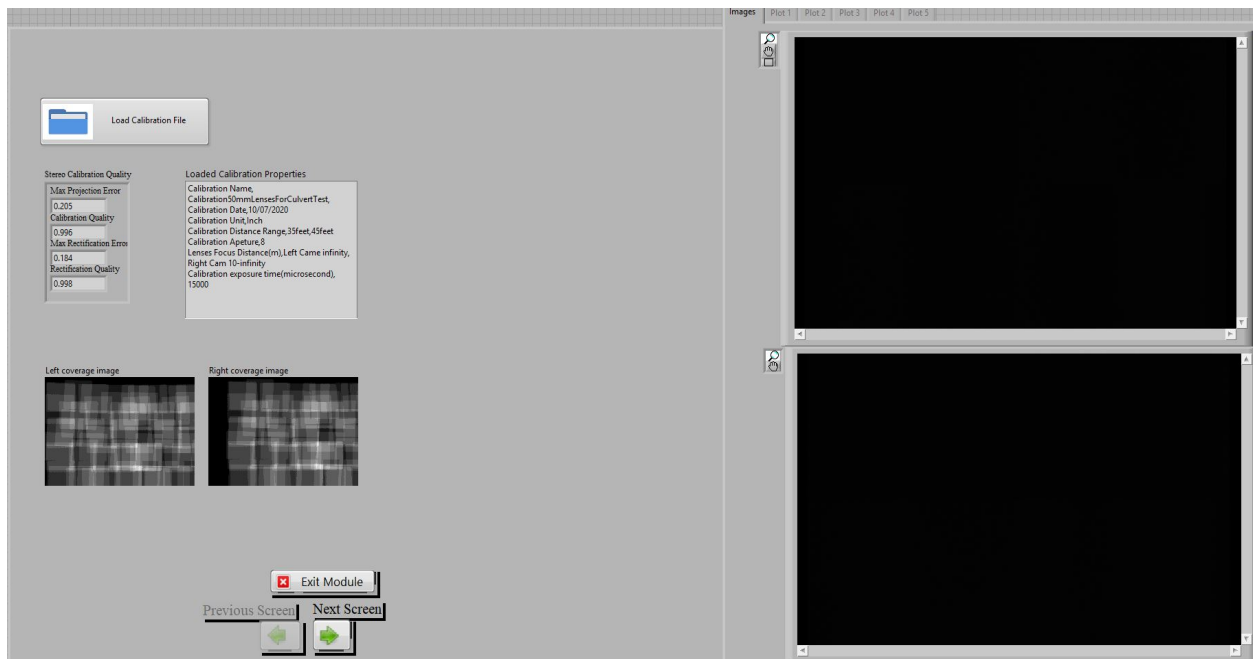 Images Plot 1 Plot 2 Plot 3 Plot 4 Plot 5
Load Calibration File
Stereo Calibration Quality
Max Projection Error
0.205
Calibration Quality
0.996
Max Rectification Error
0.184
Rectification Quality
0.998
Loaded Calibration Properties
Calibration Name,
Calibration50mmLensesForCulvertTest,
Calibration Date,10/07/2020
Calibration Unit,Inch
Calibration Distance Range,35feet,45feet
Calibration Apeture,8
Lenses Focus Distance(m),Left Came infinity,
Right Cam 10-infinity
Calibration exposure time(microsecond),
15000
Left coverage image
Right coverage image
Exit Module
Previous Screen
Next Screen